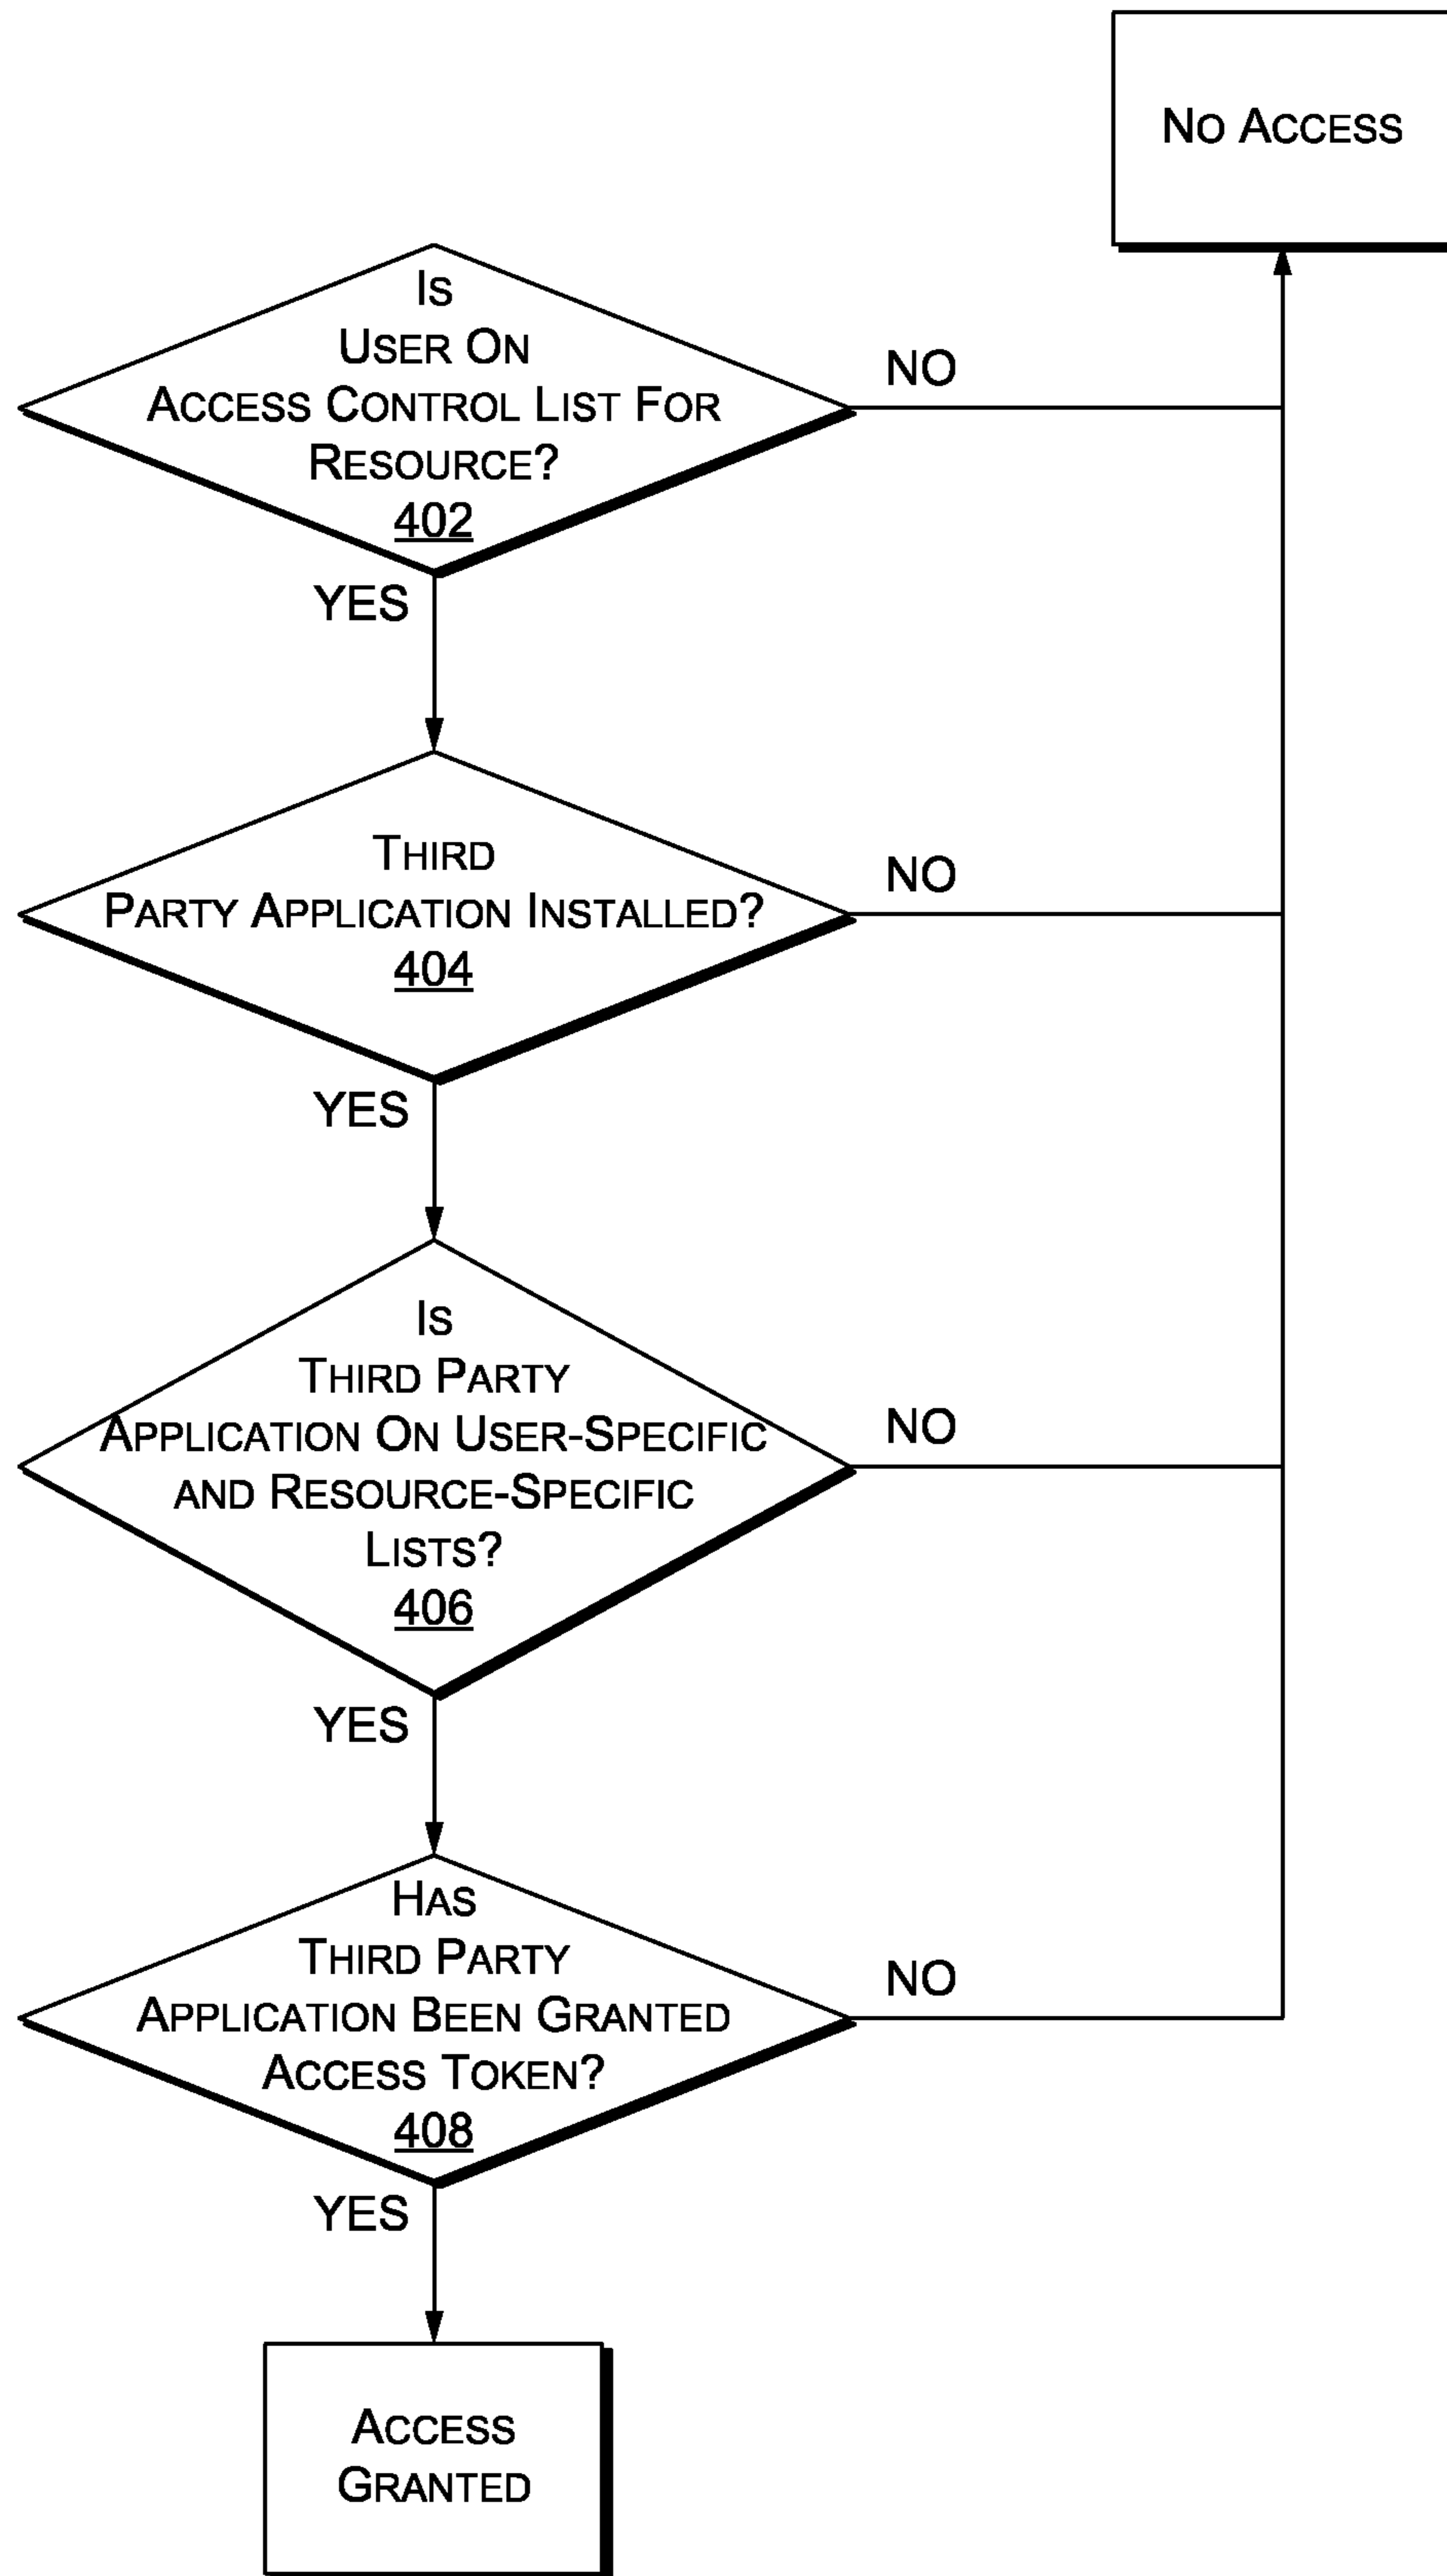 NO ACCESS
IS
USER ON
ACCESS CONTROL LIST FOR
RESOURCE?
402
NO
YES
THIRD
PARTY APPLICATION INSTALLED?
404
NO
YES
IS
THIRD PARTY
APPLICATION ON USER-SPECIFIC
AND RESOURCE-SPECIFIC
LISTS?
406
NO
YES
HAS
THIRD PARTY
APPLICATION BEEN GRANTED
ACCESS TOKEN?
408
NO
YES
ACCESS
GRANTED